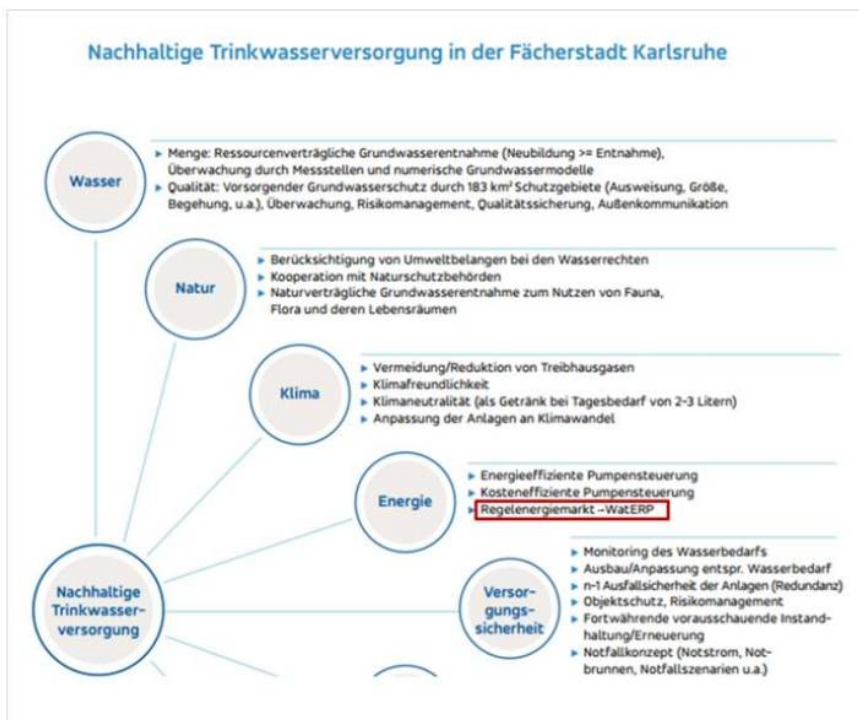 Nachhaltige Trinkwasserversorgung in der Fächerstadt Karlsruhe
Wasser
▸ Menge: Ressourcenverträgliche Grundwasserentnahme (Neubildung >= Entnahme),
Überwachung durch Messstellen und numerische Grundwassermodelle
▸ Qualität: Vorsorgender Grundwasserschutz durch 183 km² Schutzgebiete (Ausweisung, Größe,
Begehung, u.a.), Überwachung, Risikomanagement, Qualitätssicherung, Außenkommunikation
Natur
▸ Berücksichtigung von Umweltbelangen bei den Wasserrechten
▸ Kooperation mit Naturschutzbehörden
▸ Naturverträgliche Grundwasserentnahme zum Nutzen von Fauna,
Flora und deren Lebensräumen
Klima
▸ Vermeidung/Reduktion von Treibhausgasen
▸ Klimafreundlichkeit
▸ Klimaneutralität (als Getränk bei Tagesbedarf von 2-3 Litern)
▸ Anpassung der Anlagen an Klimawandel
Energie
▸ Energieeffiziente Pumpensteuerung
▸ Kosteneffiziente Pumpensteuerung
▸ Regelenergiemarkt -WatERP
Nachhaltige
Trinkwasser-
versorgung
Versor-
gungs-
sicherheit
▸ Monitoring des Wasserbedarfs
▸ Ausbau/Anpassung entspr. Wasserbedarf
▸ n-1 Ausfallsicherheit der Anlagen (Redundanz)
▸ Objektschutz, Risikomanagement
▸ Fortwährende vorausschauende Instand-
haltung/Erneuerung
▸ Notfallkonzept (Notstrom, Not-
brunnen, Notfallszenarien u.a.)